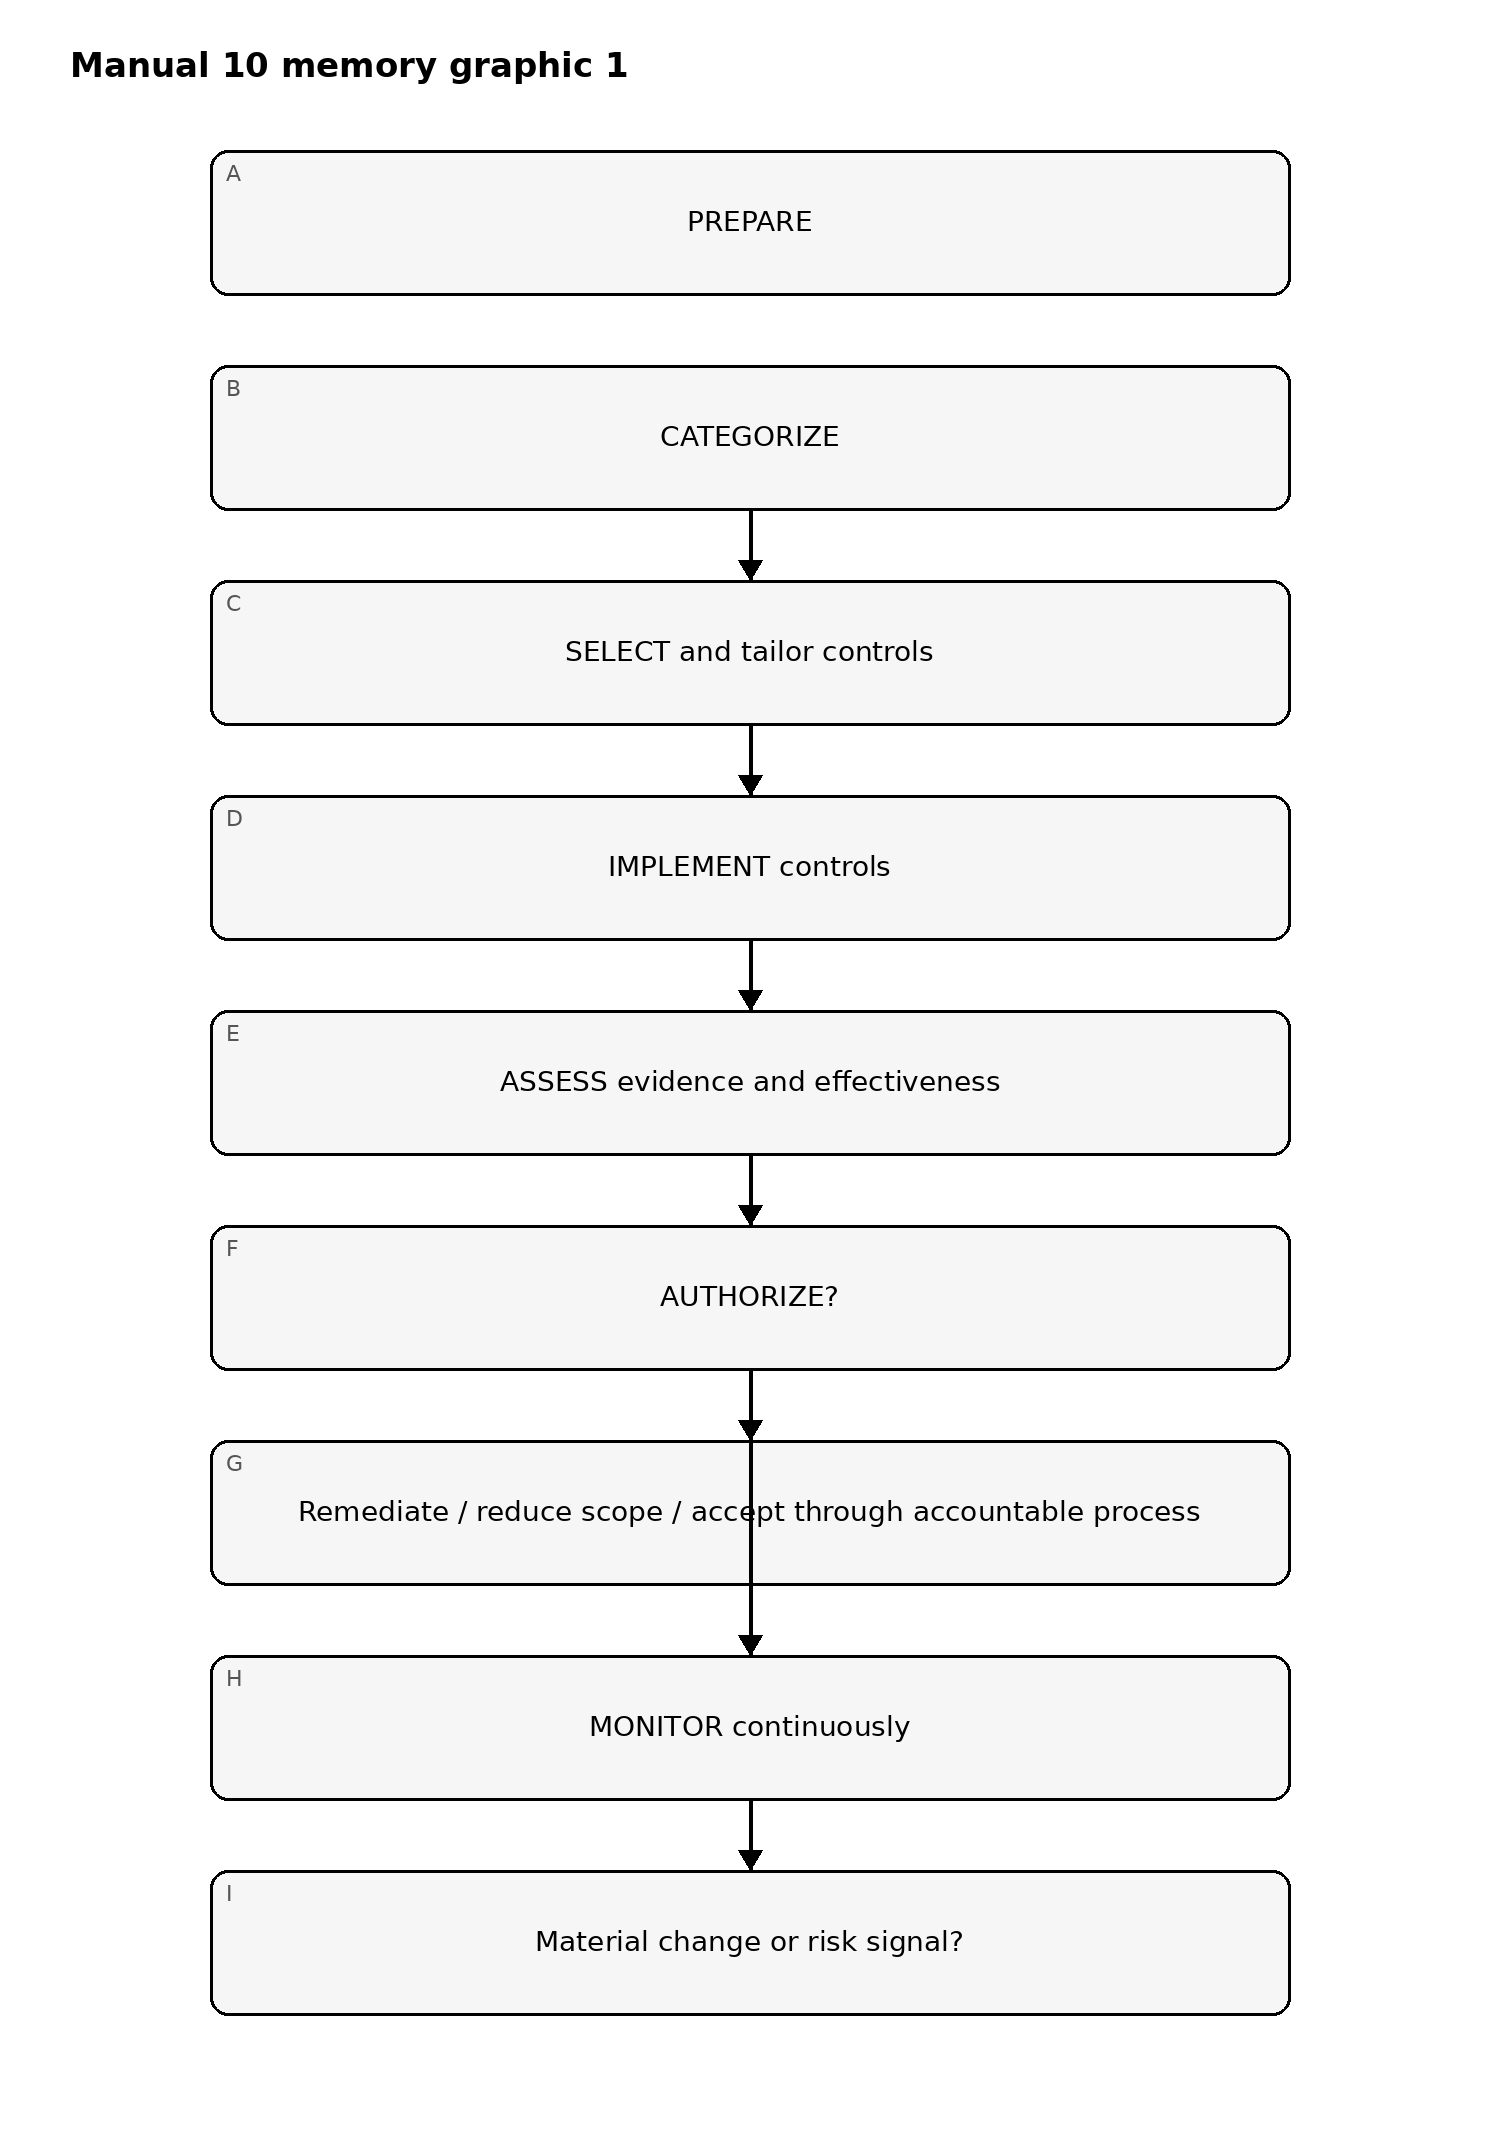 Manual 10 memory graphic 1
A
PREPARE
B
CATEGORIZE
C
SELECT and tailor controls
D
IMPLEMENT controls
E
ASSESS evidence and effectiveness
F
AUTHORIZE?
G
Remediate / reduce scope / accept through accountable process
H
MONITOR continuously
I
Material change or risk signal?